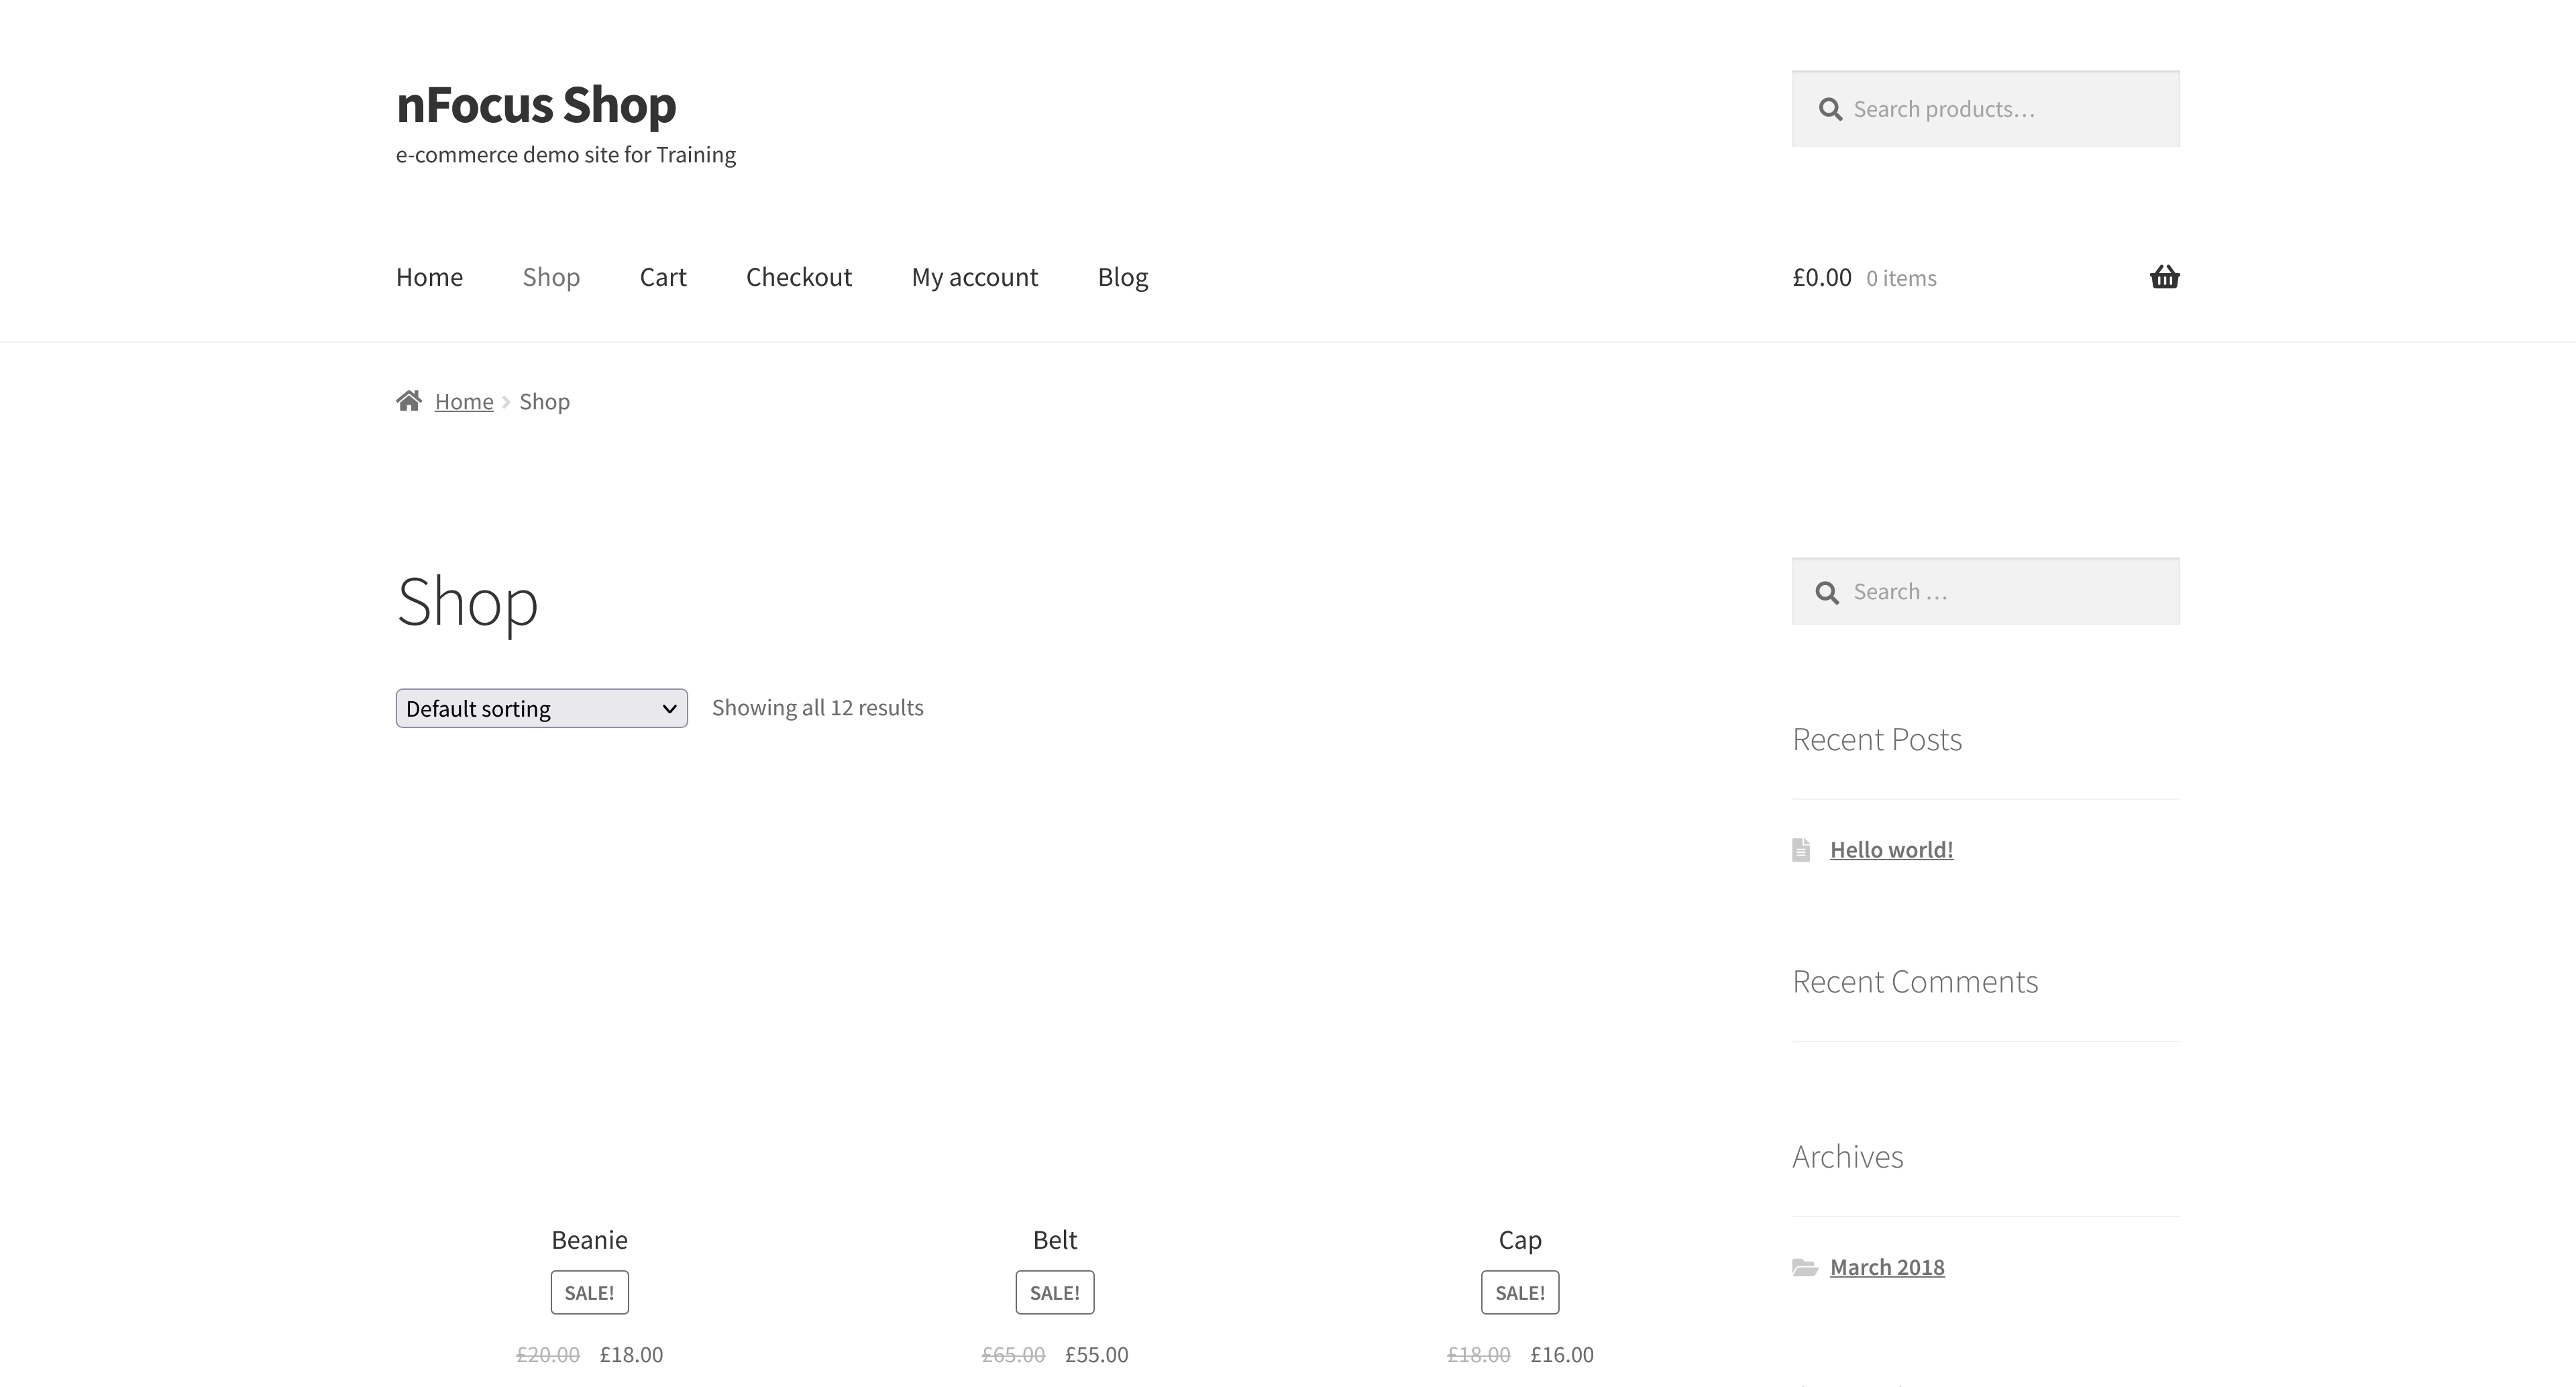 nFocus Shop
e-commerce demo site for Training
Search products…
Home Shop Cart Checkout My account Blog
£0.00 0 items
Home Shop
Shop
Default sorting
Showing all 12 results
Beanie
SALE!
£20.00 £18.00
Belt
SALE!
£65.00 £55.00
Cap
SALE!
£18.00 £16.00
Search …
Recent Posts
Hello world!
Recent Comments
Archives
March 2018